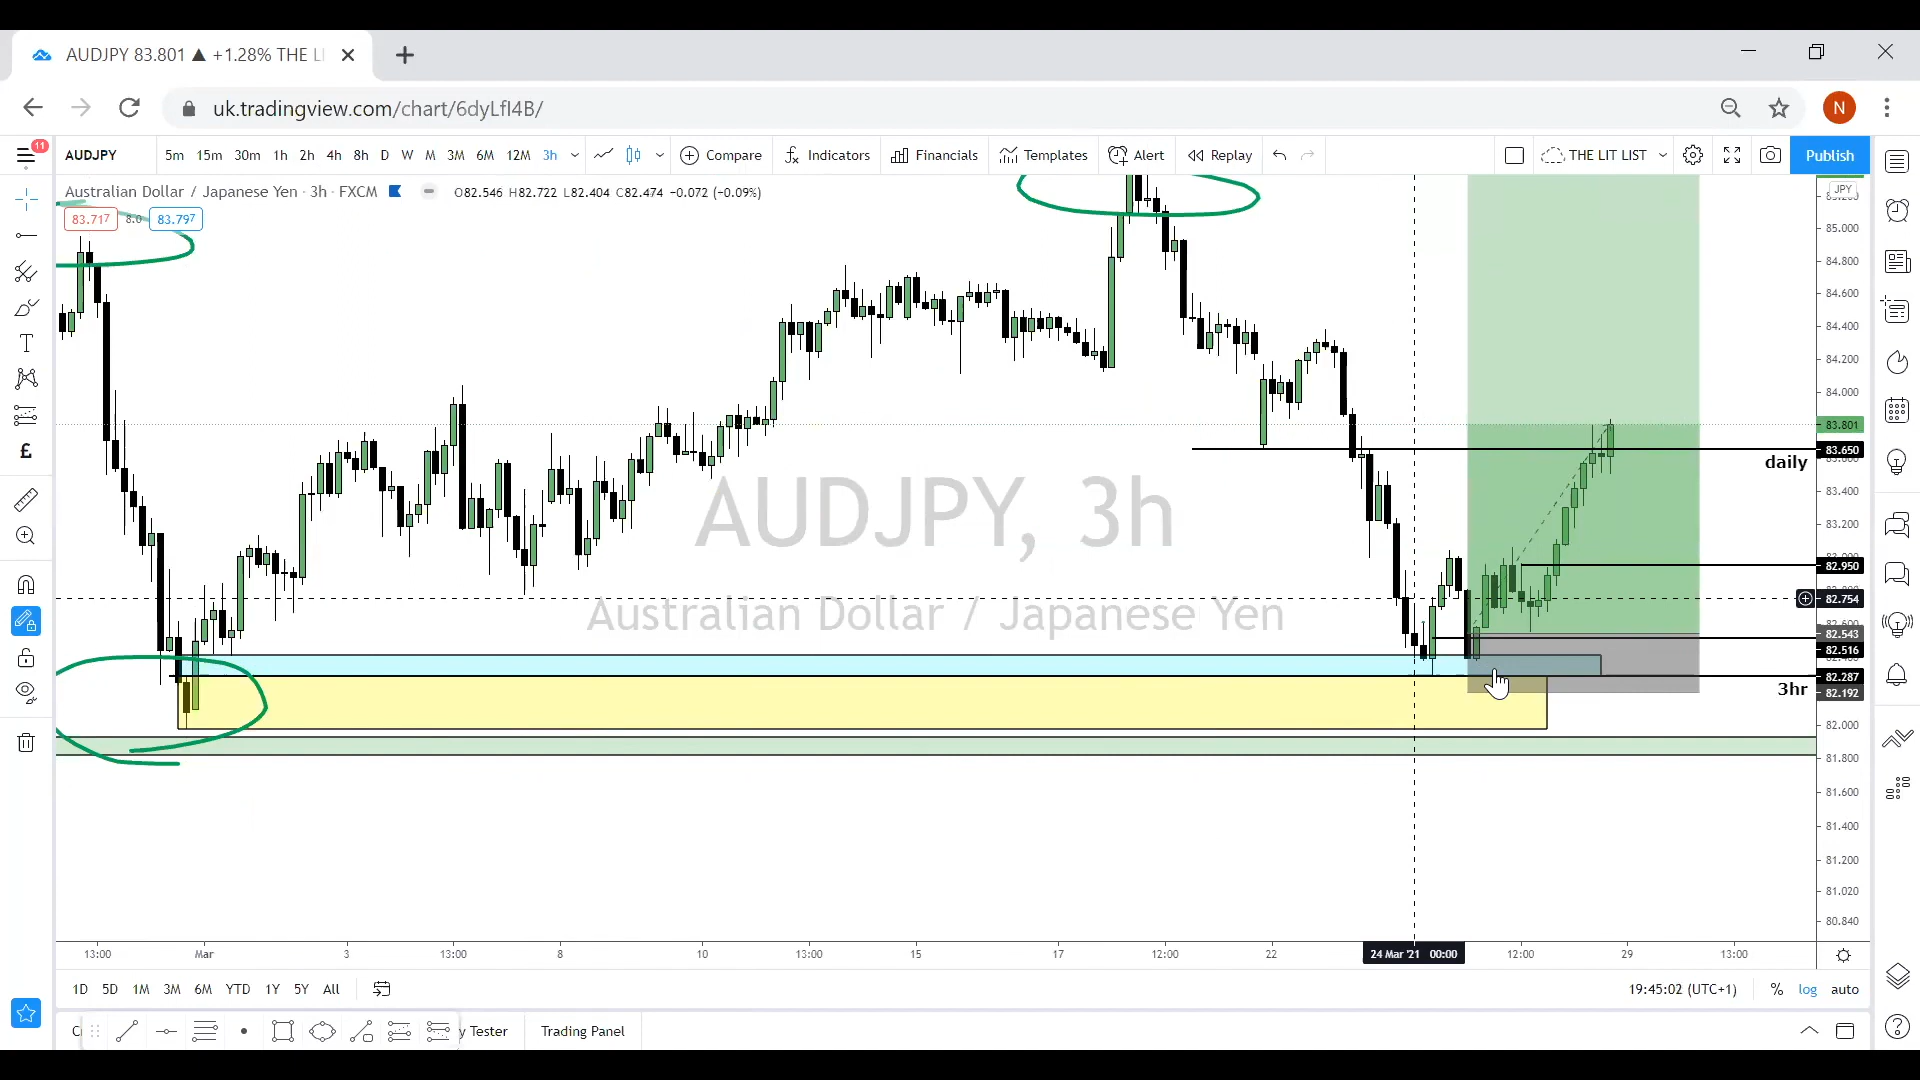 AUDJPY 83.801 ▲ +1.28% THE LI
uk.tradingview.com/chart/6dyLfI4B/
N
11
AUDJPY 5m 15m 30m 1h 2h 4h 8h D W M 3M 6M 12M 3h Compare Indicators Financials Templates Alert Replay THE LIT LIST Publish
Australian Dollar / Japanese Yen · 3h · FXCM O82.546 H82.722 L82.404 C82.474 −0.072 (−0.09%)
JPY
83.717 8.0 83.797
85.000
84.800
84.600
84.400
84.200
84.000
83.801
83.650
daily
83.400
83.200
82.950
82.754
82.543
82.516
82.287
3hr
82.192
82.000
81.800
81.600
81.400
81.200
81.020
80.840
AUDJPY, 3h
Australian Dollar / Japanese Yen
13:00 Mar 3 13:00 8 10 13:00 15 17 12:00 22 24 Mar '21 00:00 12:00 29 13:00
1D 5D 1M 3M 6M YTD 1Y 5Y All 19:45:02 (UTC+1) % log auto
y Tester Trading Panel